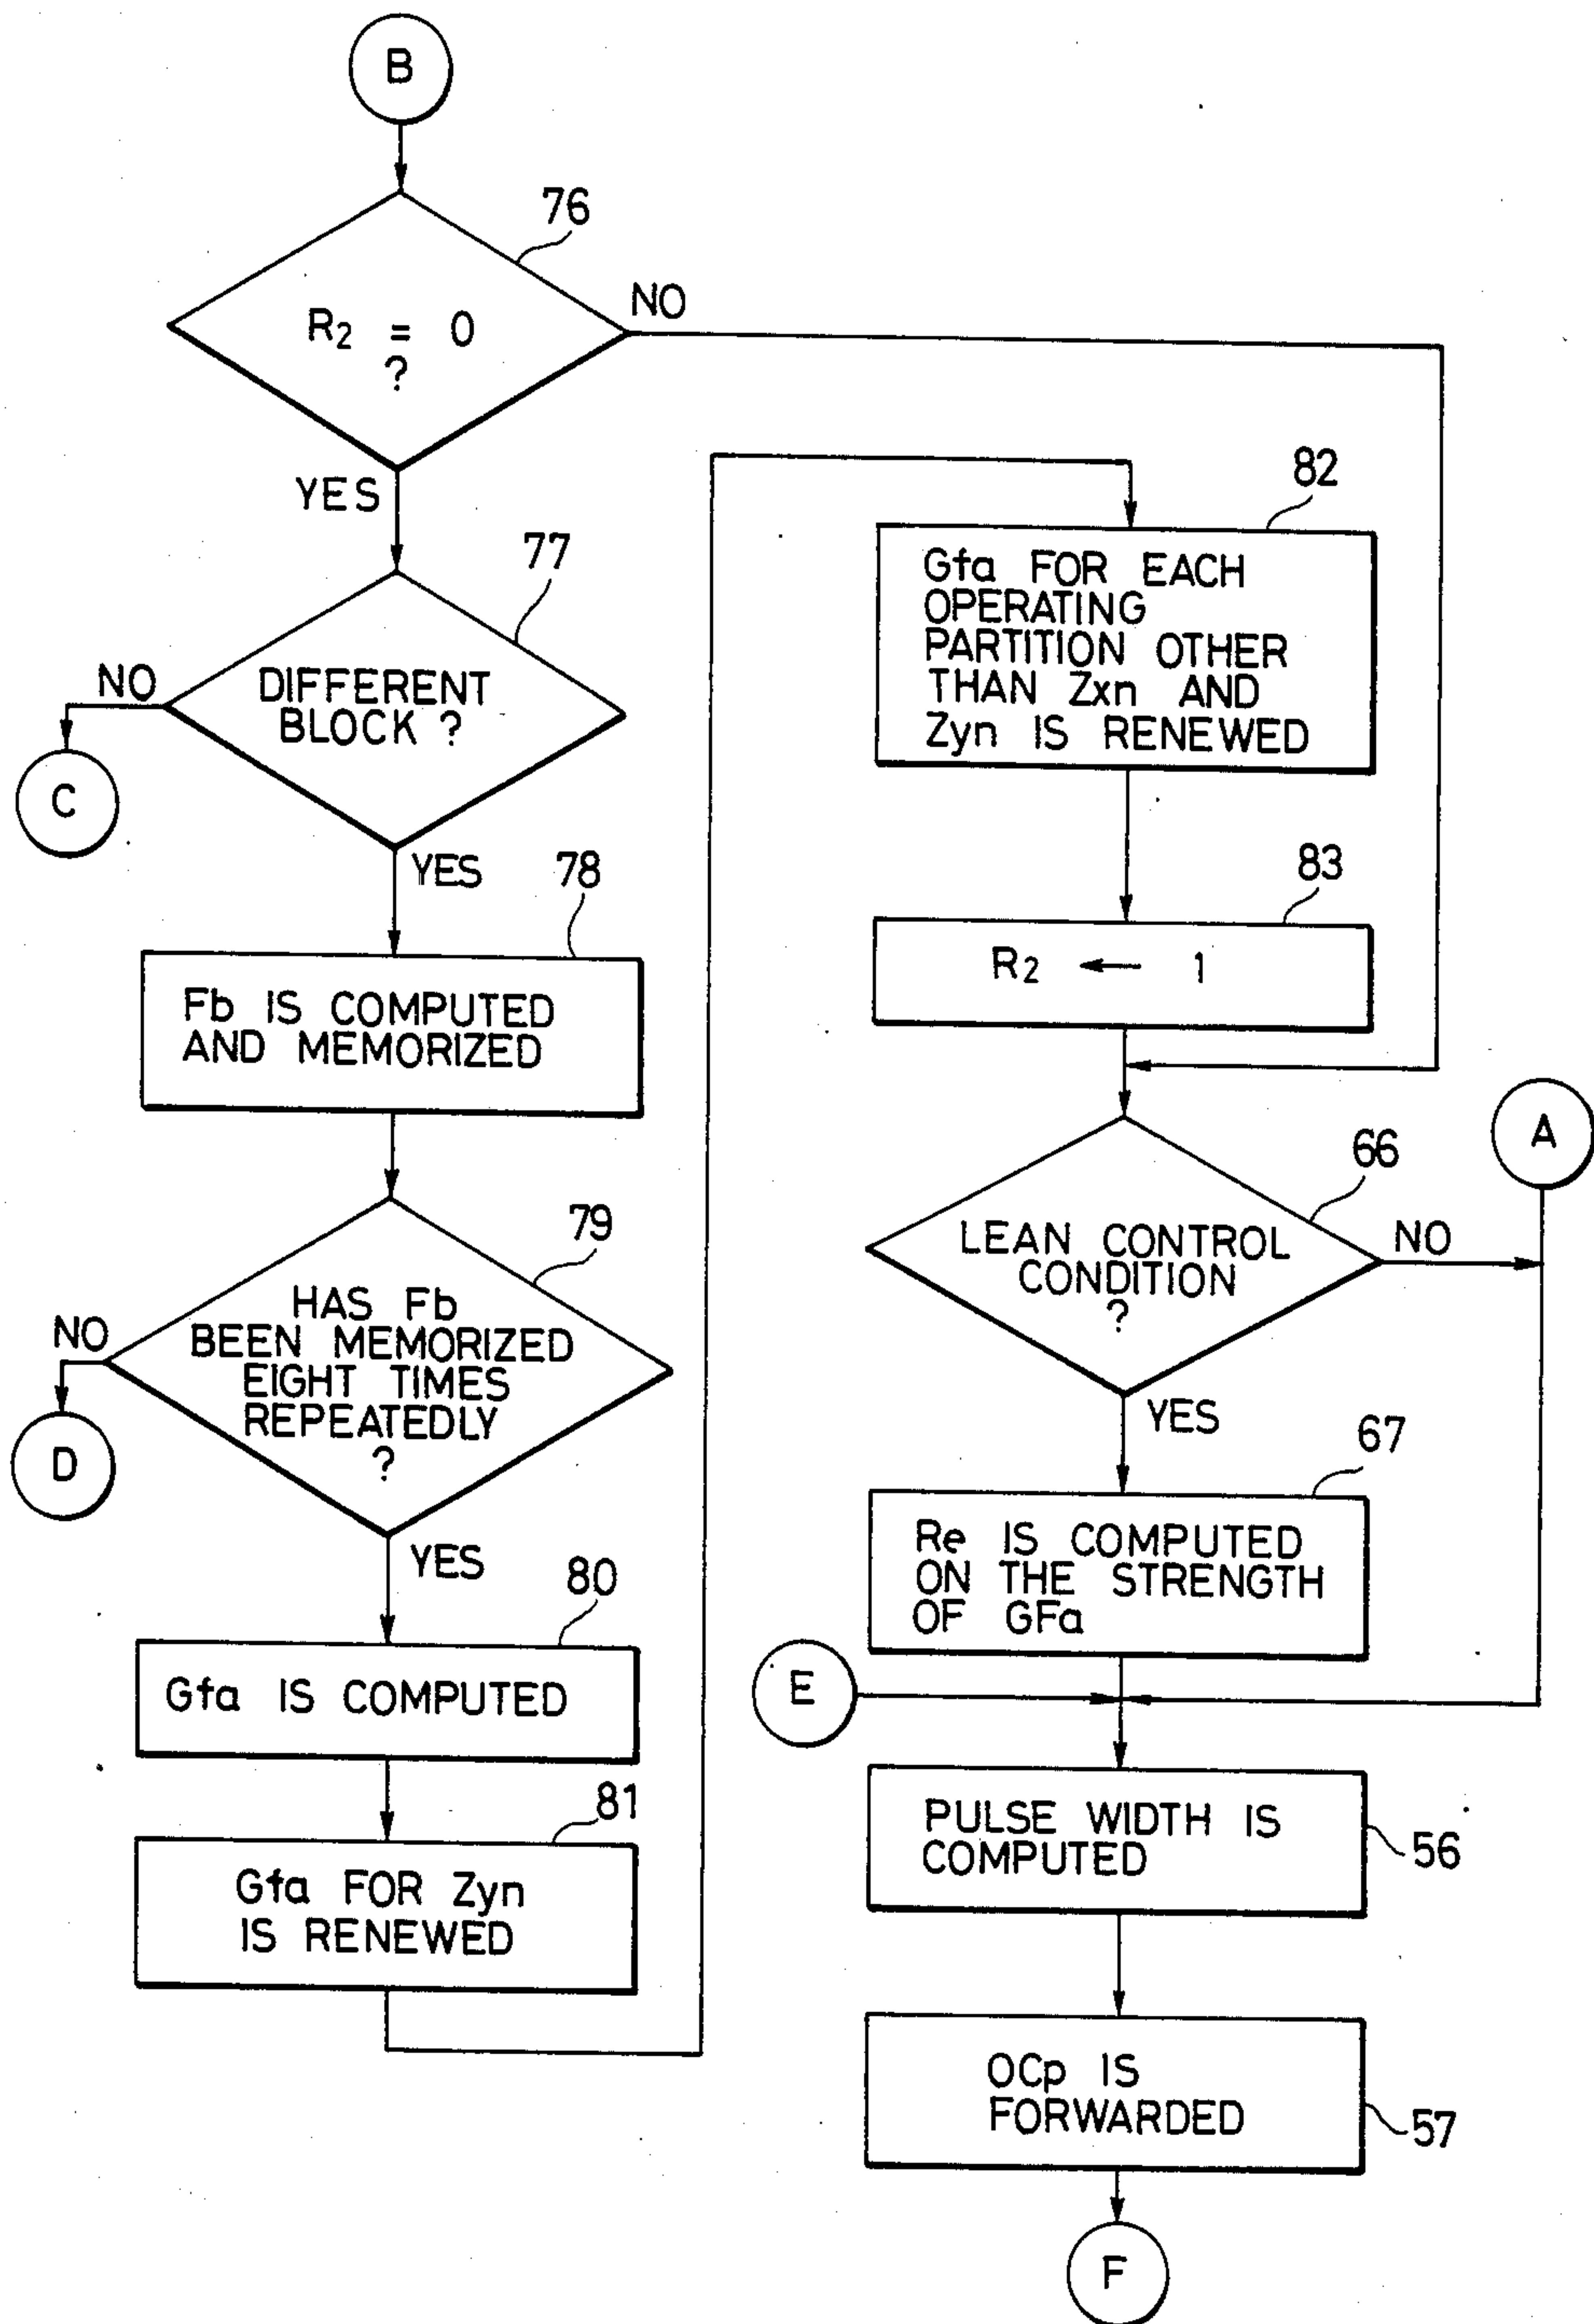 B
76
R2 = 0
?
NO
YES
77
DIFFERENT
BLOCK ?
NO
C
YES
78
Fb IS COMPUTED
AND MEMORIZED
79
HAS Fb
BEEN MEMORIZED
EIGHT TIMES
REPEATEDLY
?
NO
D
YES
80
Gfa IS COMPUTED
81
Gfa FOR Zyn
IS RENEWED
82
Gfa FOR EACH
OPERATING
PARTITION OTHER
THAN Zxn AND
Zyn IS RENEWED
83
R2 ← 1
66
LEAN CONTROL
CONDITION
?
NO
A
YES
67
Re IS COMPUTED
ON THE STRENGTH
OF GFa
E
PULSE WIDTH IS
COMPUTED
56
OCp IS
FORWARDED
57
F